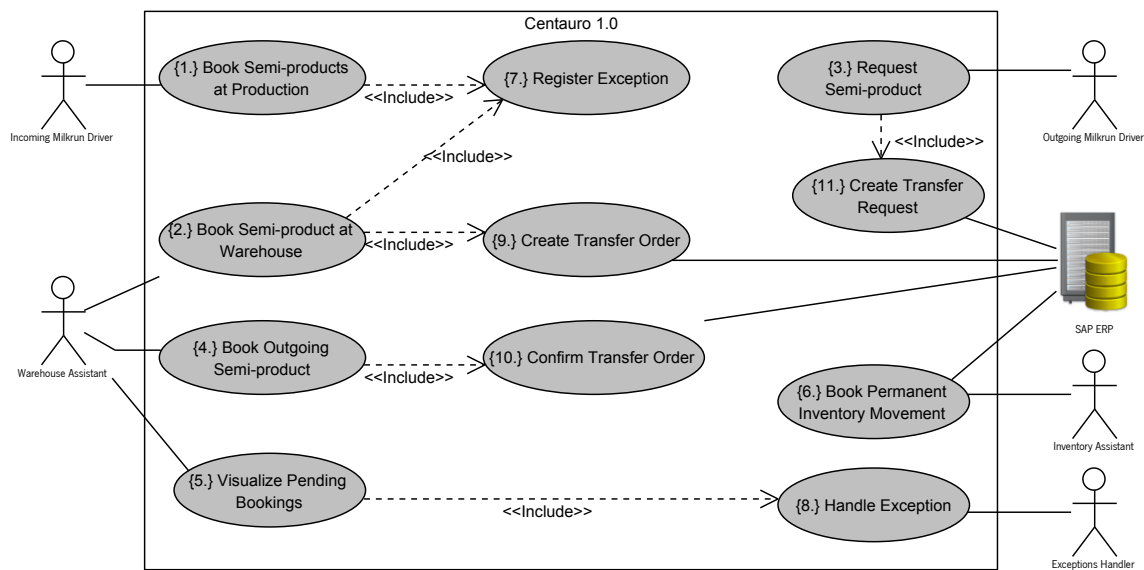 Centauro 1.0
{1.} Book Semi-products
at Production
<<Include>>
{7.} Register Exception
{3.} Request
Semi-product
Incoming Milkrun Driver
Outgoing Milkrun Driver
<<Include>>
<<Include>>
{11.} Create Transfer
Request
{2.} Book Semi-product at
Warehouse
<<Include>>
{9.} Create Transfer Order
SAP ERP
Warehouse Assistant
{4.} Book Outgoing
Semi-product
<<Include>>
{10.} Confirm Transfer Order
{6.} Book Permanent
Inventory Movement
Inventory Assistant
{5.} Visualize Pending
Bookings
<<Include>>
{8.} Handle Exception
Exceptions Handler